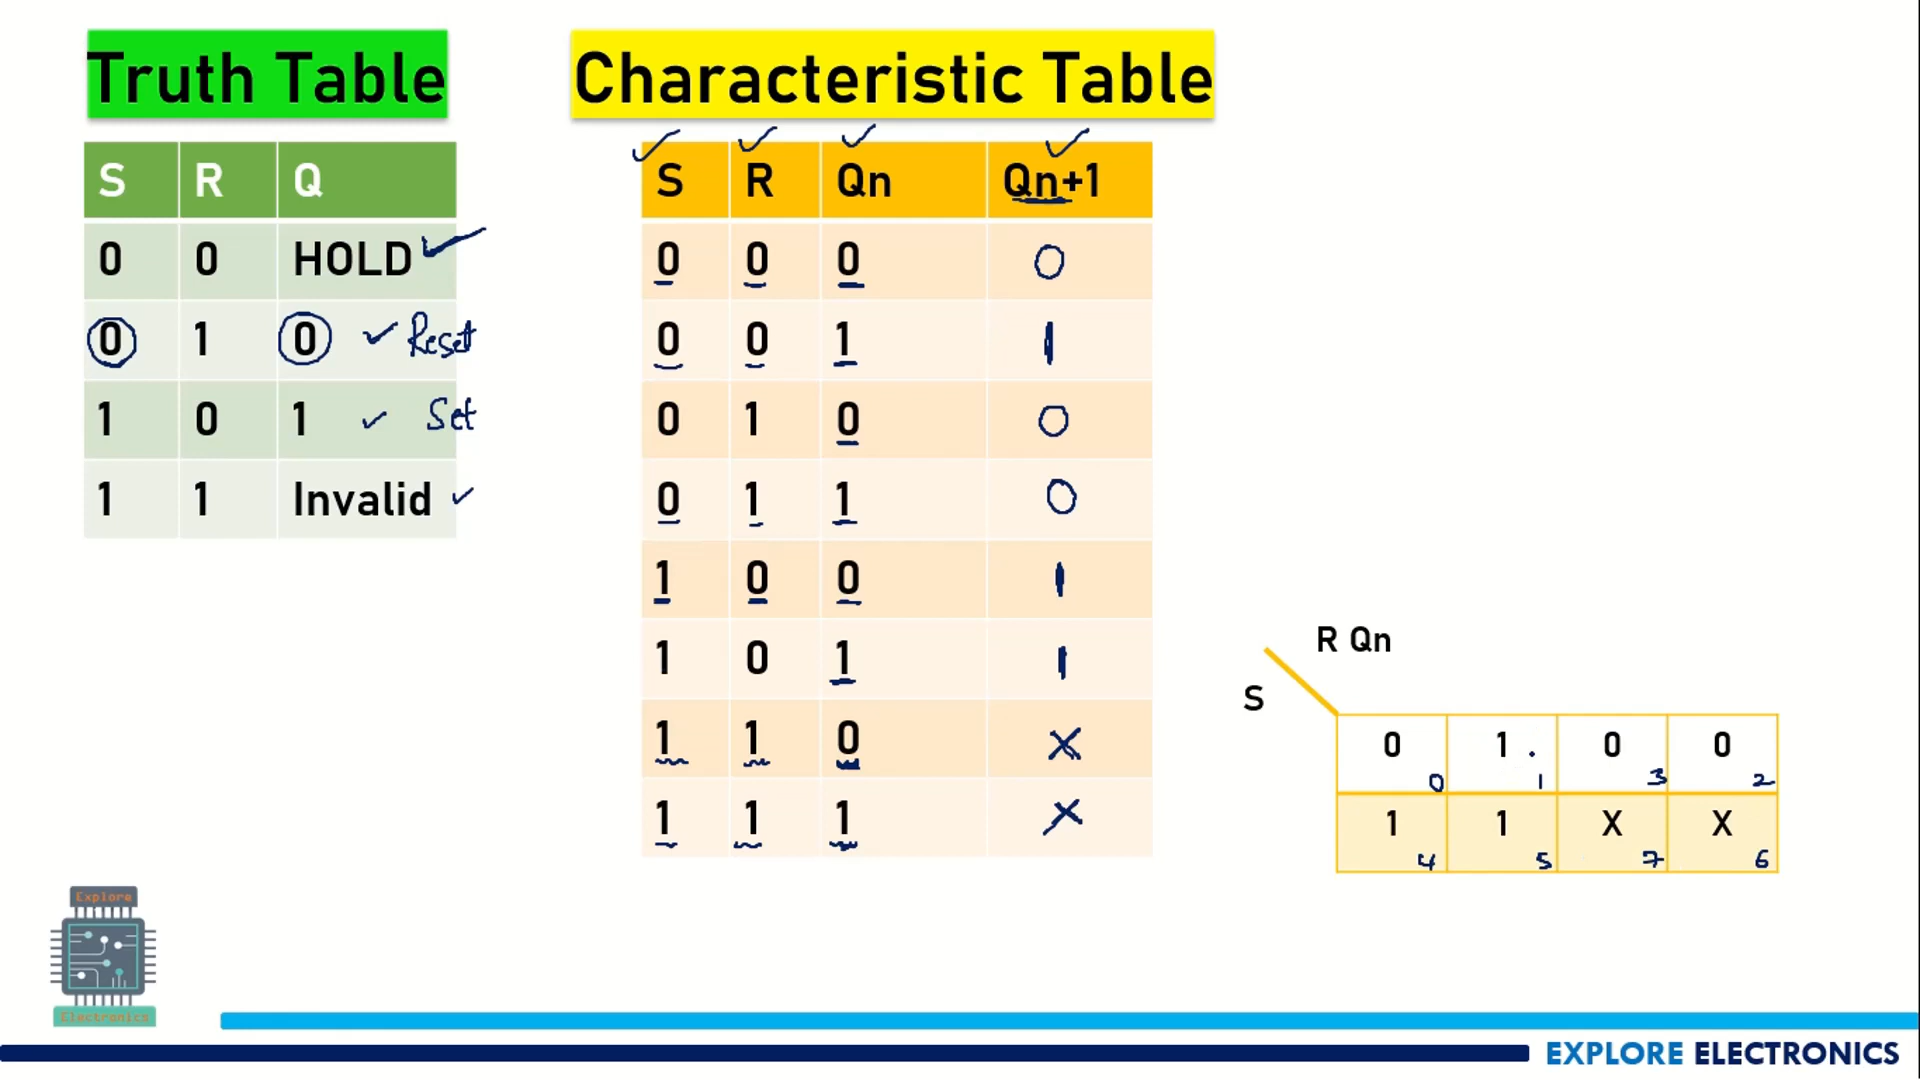 Truth Table
S R Q
0 0 HOLD
0 1 0 Reset
1 0 1 Set
1 1 Invalid
Characteristic Table
S R Qn Qn+1
0 0 0 0
0 0 1 1
0 1 0 0
0 1 1 0
1 0 0 1
1 0 1 1
1 1 0 X
1 1 1 X
R Qn
S
0 1 . 0 0
0 1 3 2
1 1 X X
4 5 7 6
Explore
Electronics
EXPLORE ELECTRONICS